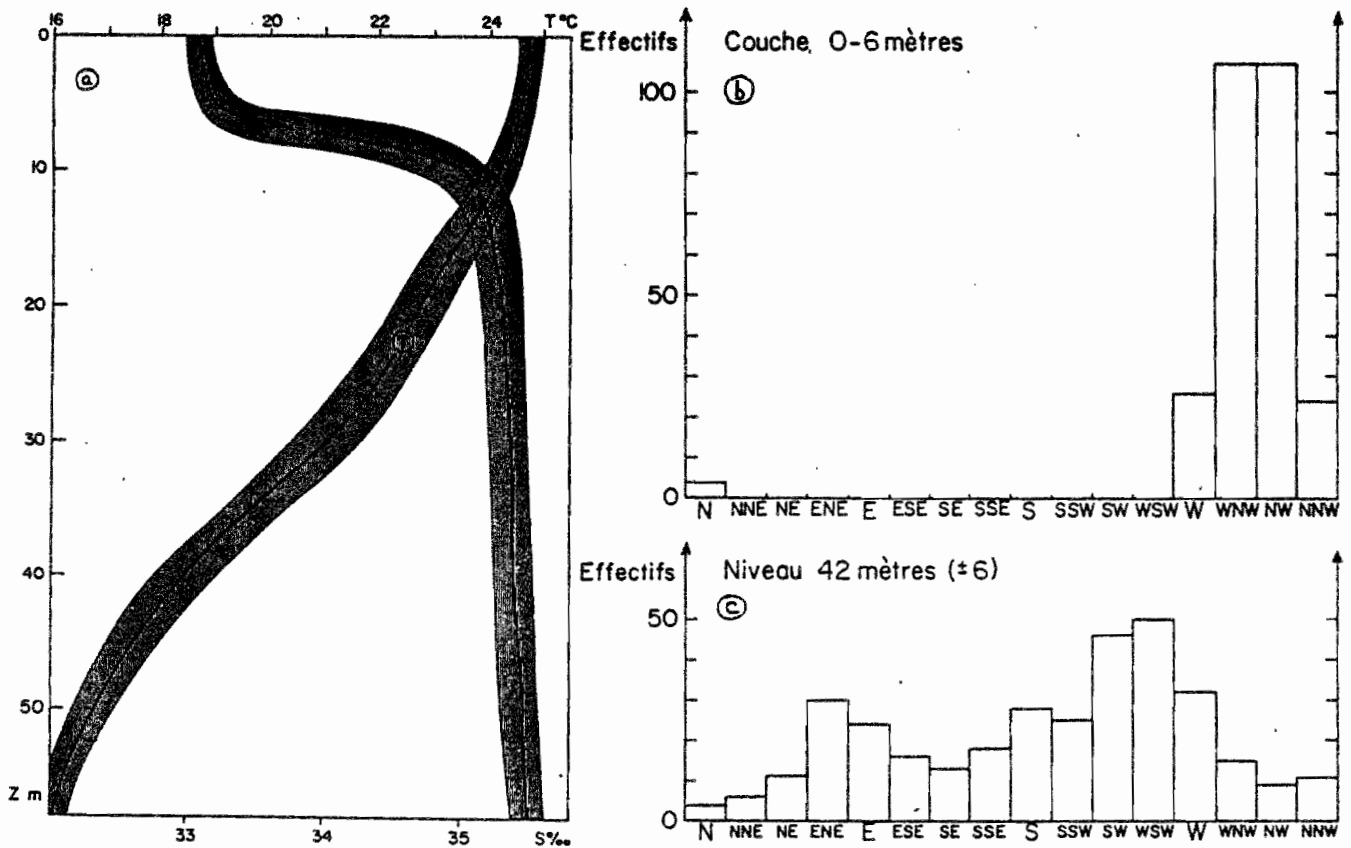 16 18 20 22 24 T°C
0
ⓐ
10
20
30
40
50
Z m
33 34 35 S‰
Effectifs
Couche, 0-6 mètres
ⓑ
100
50
0
N NNE NE ENE E ESE SE SSE S SSW SW WSW W WNW NW NNW
Effectifs
Niveau 42 mètres (±6)
ⓒ
50
0
N NNE NE ENE E ESE SE SSE S SSW SW WSW W WNW NW NNW